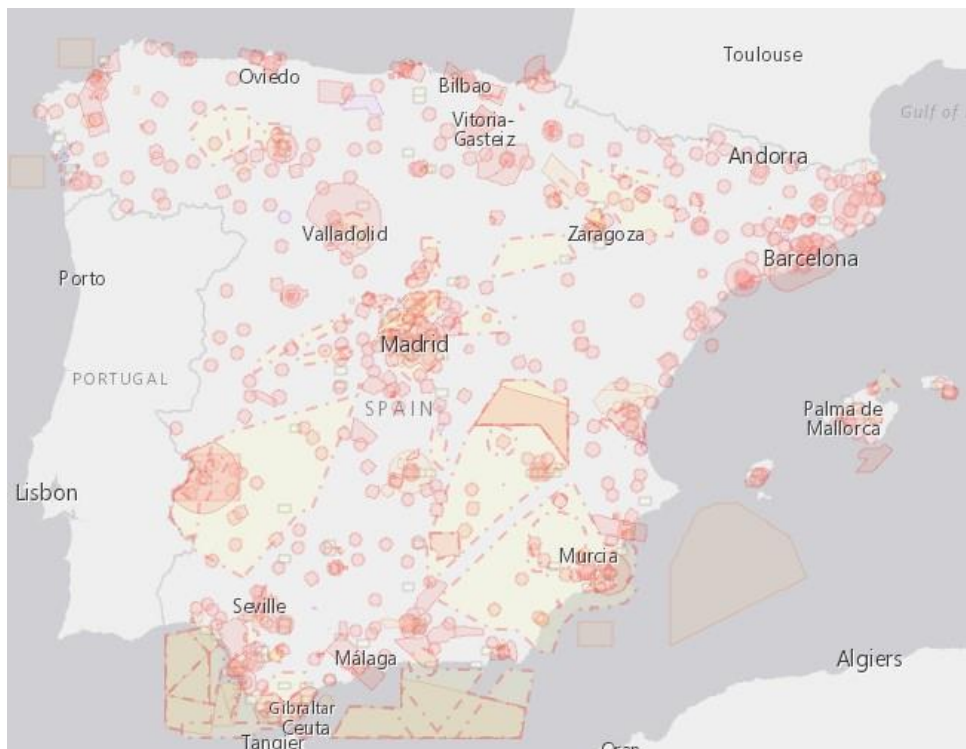 Toulouse
Oviedo
Bilbao
Gulf of
Vitoria-
Gasteiz
Andorra
Valladolid
Zaragoza
Barcelona
Porto
Madrid
PORTUGAL
SPAIN
Palma de
Mallorca
Lisbon
Murcia
Seville
Málaga
Algiers
Gibraltar
Ceuta
Tangier
Oran